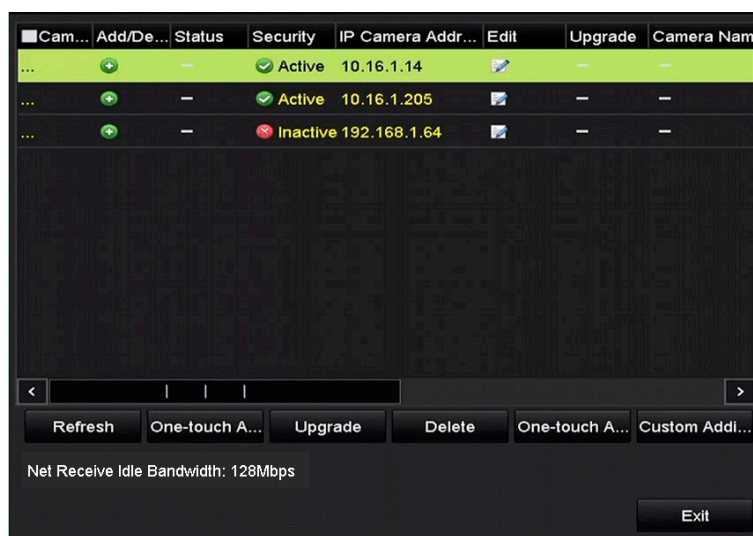 Cam... Add/De... Status Security IP Camera Addr... Edit Upgrade Camera Nam
... – Active 10.16.1.14 – –
... – Active 10.16.1.205 – –
... – Inactive 192.168.1.64 – –
< >
Refresh One-touch A... Upgrade Delete One-touch A... Custom Addi...
Net Receive Idle Bandwidth: 128Mbps
Exit